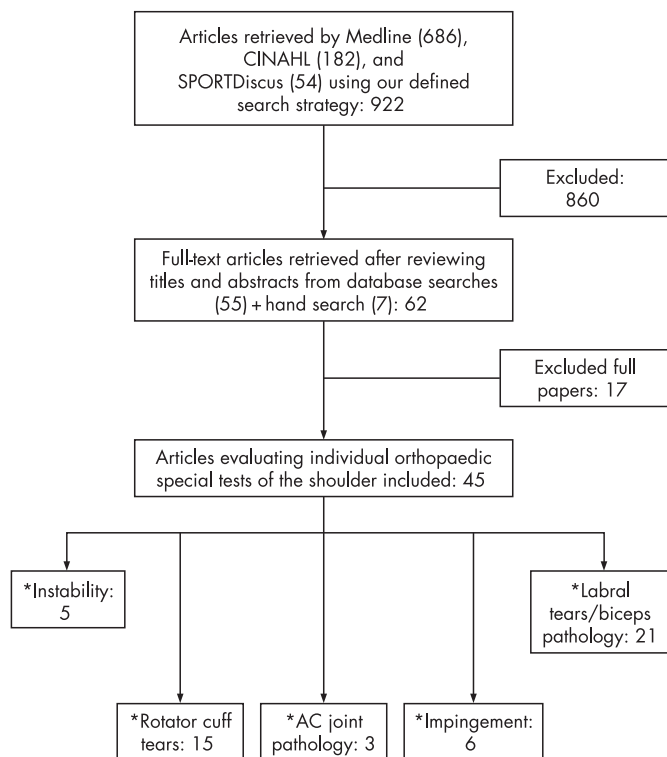 Articles retrieved by Medline (686),
CINAHL (182), and
SPORTDiscus (54) using our defined
search strategy: 922
Excluded:
860
Full-text articles retrieved after reviewing
titles and abstracts from database searches
(55) + hand search (7): 62
Excluded full
papers: 17
Articles evaluating individual orthopaedic
special tests of the shoulder included: 45
*Instability:
5
*Labral
tears/biceps
pathology: 21
*Rotator cuff
tears: 15
*AC joint
pathology: 3
*Impingement:
6